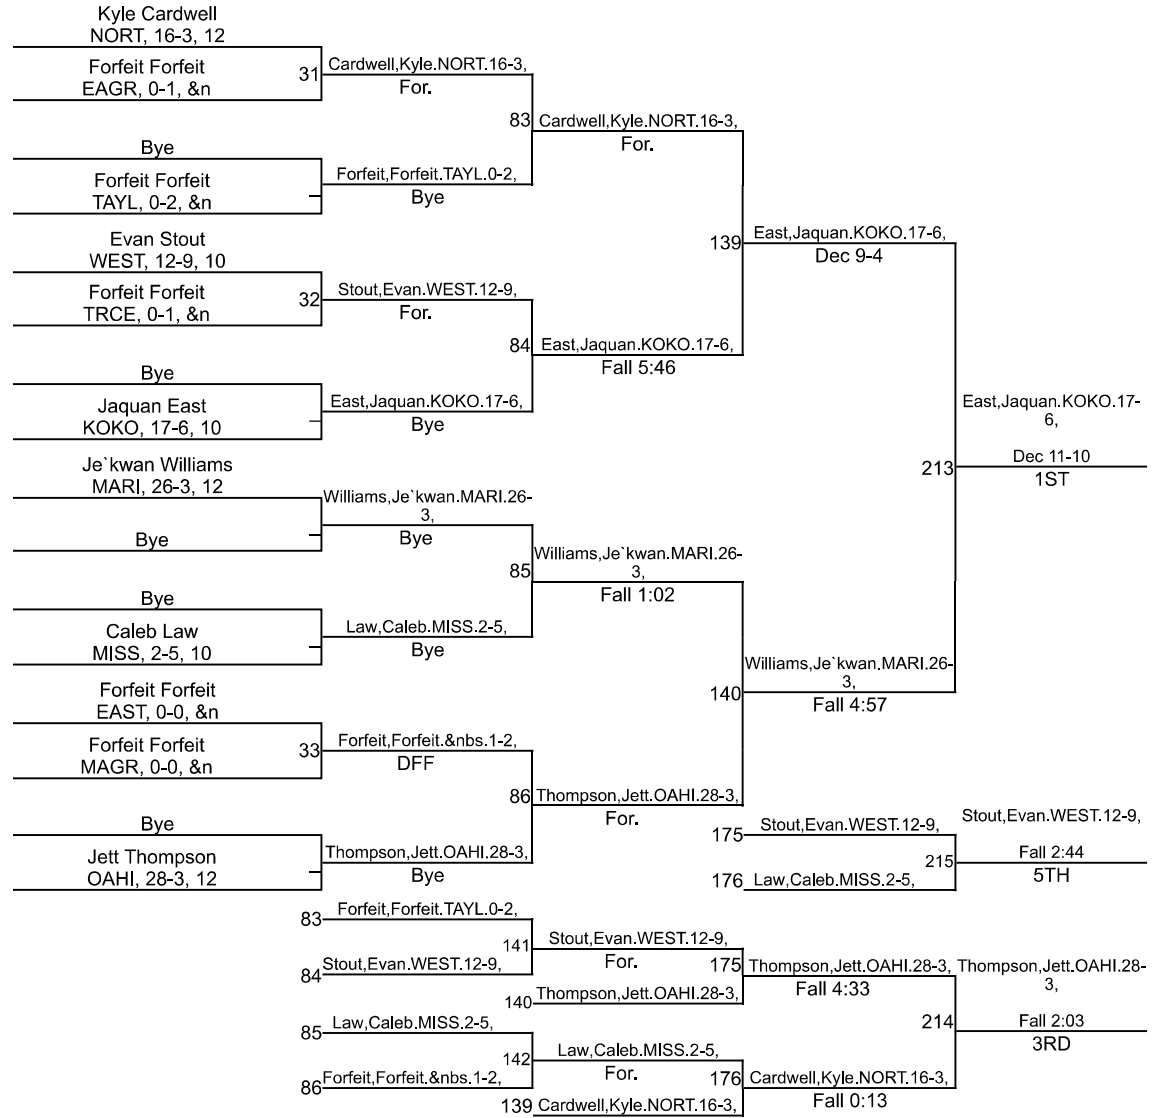 Kyle Cardwell
NORT, 16-3, 12
Forfeit Forfeit
EAGR, 0-1, &n
31
Cardwell,Kyle.NORT.16-3,
For.
83
Cardwell,Kyle.NORT.16-3,
For.
Bye
Forfeit Forfeit
TAYL, 0-2, &n
Forfeit,Forfeit.TAYL.0-2,
Bye
139
East,Jaquan.KOKO.17-6,
Dec 9-4
Evan Stout
WEST, 12-9, 10
Forfeit Forfeit
TRCE, 0-1, &n
32
Stout,Evan.WEST.12-9,
For.
84
East,Jaquan.KOKO.17-6,
Fall 5:46
Bye
Jaquan East
KOKO, 17-6, 10
East,Jaquan.KOKO.17-6,
Bye
213
East,Jaquan.KOKO.17-
6,
Dec 11-10
1ST
Je`kwan Williams
MARI, 26-3, 12
Bye
Williams,Je`kwan.MARI.26-
3,
Bye
85
Williams,Je`kwan.MARI.26-
3,
Fall 1:02
Bye
Caleb Law
MISS, 2-5, 10
Law,Caleb.MISS.2-5,
Bye
140
Williams,Je`kwan.MARI.26-
3,
Fall 4:57
Forfeit Forfeit
EAST, 0-0, &n
Forfeit Forfeit
MAGR, 0-0, &n
33
Forfeit,Forfeit.&nbs.1-2,
DFF
86
Thompson,Jett.OAHI.28-3,
For.
Bye
Jett Thompson
OAHI, 28-3, 12
Thompson,Jett.OAHI.28-3,
Bye
175
Stout,Evan.WEST.12-9,
176
Law,Caleb.MISS.2-5,
215
Stout,Evan.WEST.12-9,
Fall 2:44
5TH
83
Forfeit,Forfeit.TAYL.0-2,
84
Stout,Evan.WEST.12-9,
141
Stout,Evan.WEST.12-9,
For.
140
Thompson,Jett.OAHI.28-3,
175
Thompson,Jett.OAHI.28-3,
Fall 4:33
85
Law,Caleb.MISS.2-5,
86
Forfeit,Forfeit.&nbs.1-2,
142
Law,Caleb.MISS.2-5,
For.
139
Cardwell,Kyle.NORT.16-3,
176
Cardwell,Kyle.NORT.16-3,
Fall 0:13
214
Thompson,Jett.OAHI.28-
3,
Fall 2:03
3RD